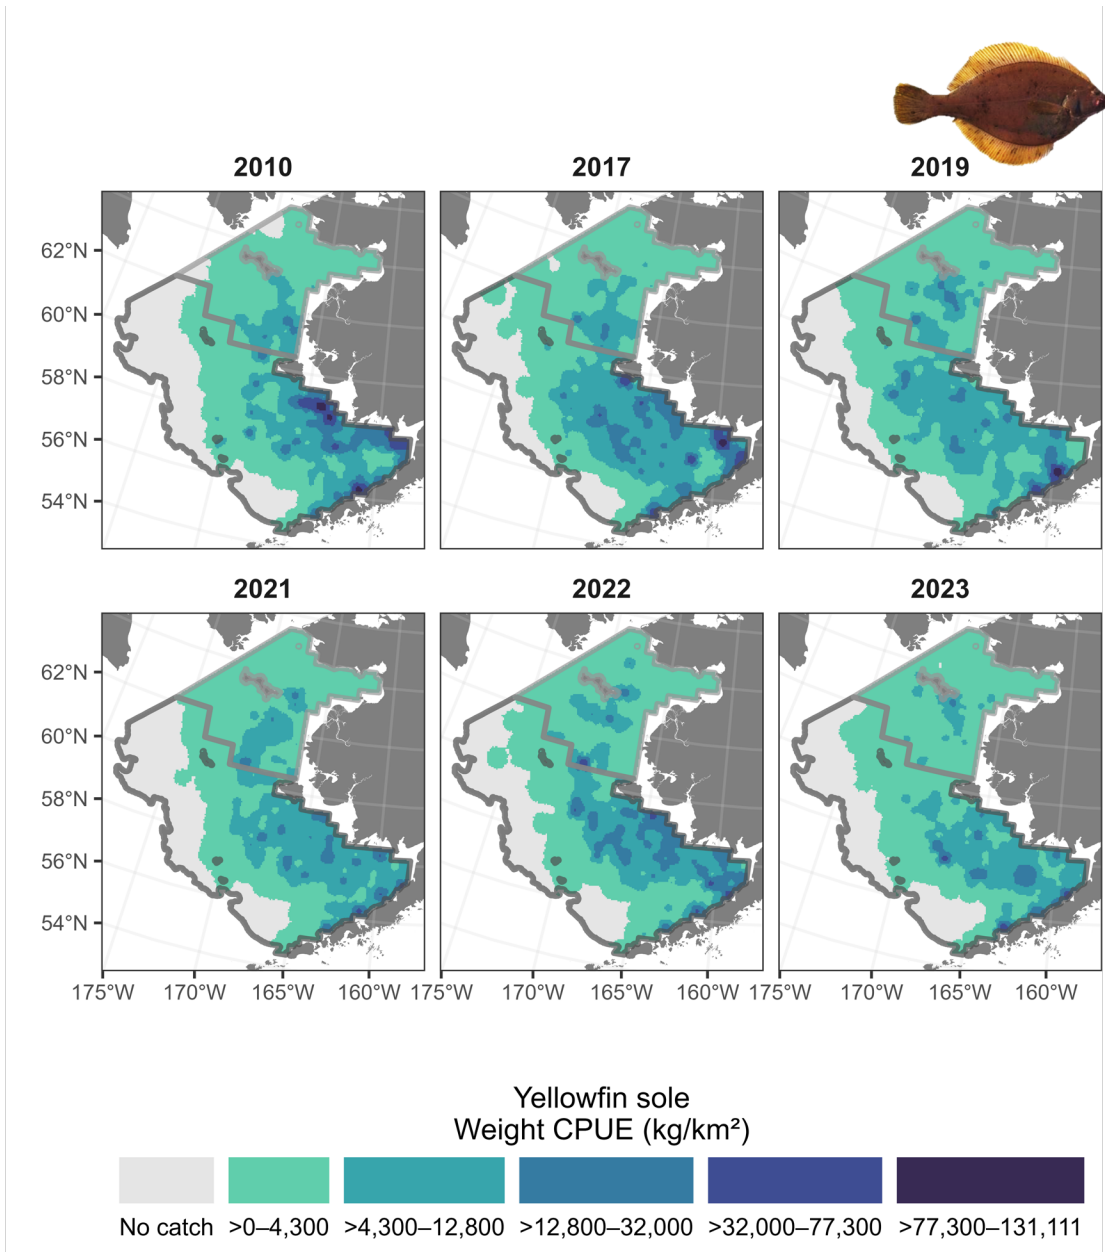 2010
2017
2019
62°N
60°N
58°N
56°N
54°N
2021
2022
2023
62°N
60°N
58°N
56°N
54°N
175°W 170°W 165°W 160°W 175°W 170°W 165°W 160°W 175°W 170°W 165°W 160°W
Yellowfin sole
Weight CPUE (kg/km²)
No catch >0–4,300 >4,300–12,800 >12,800–32,000 >32,000–77,300 >77,300–131,111